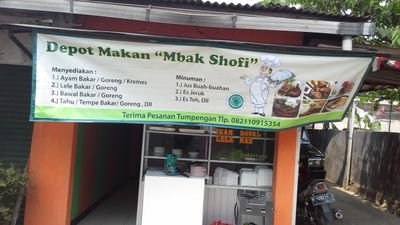 Depot Makan "Mbak Shofi"
Menyediakan :
1.) Ayam Bakar / Goreng / Kremes
2.) Lele Bakar / Goreng
3.) Bawal Bakar / Goreng
4.) Tahu / Tempe Bakar / Goreng , Dll
Minuman :
1.) Jus Buah-buahan
2.) Es Jeruk
3.) Es Teh, Dll
Terima Pesanan Tumpengan Tlp. 082110915354
BAWAL
LELE